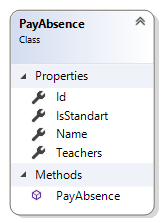 PayAbsence
Class
Properties
Id
IsStandart
Name
Teachers
Methods
PayAbsence